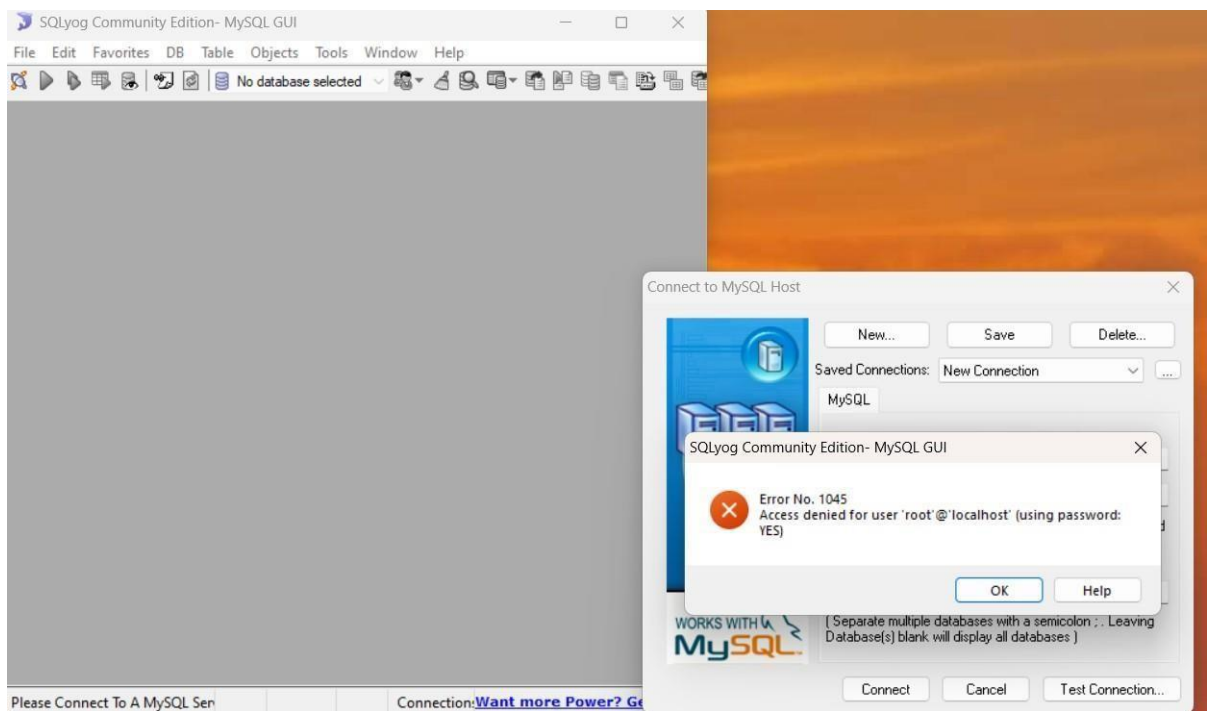 SQLyog Community Edition- MySQL GUI
File Edit Favorites DB Table Objects Tools Window Help
No database selected
Connect to MySQL Host
New... Save Delete...
Saved Connections: New Connection ...
MySQL
SQLyog Community Edition- MySQL GUI
Error No. 1045
Access denied for user 'root'@'localhost' (using password:
YES)
OK Help
WORKS WITH
MySQL
( Separate multiple databases with a semicolon ; . Leaving
Database(s) blank will display all databases )
Connect Cancel Test Connection...
Please Connect To A MySQL Connection: Want more Power?